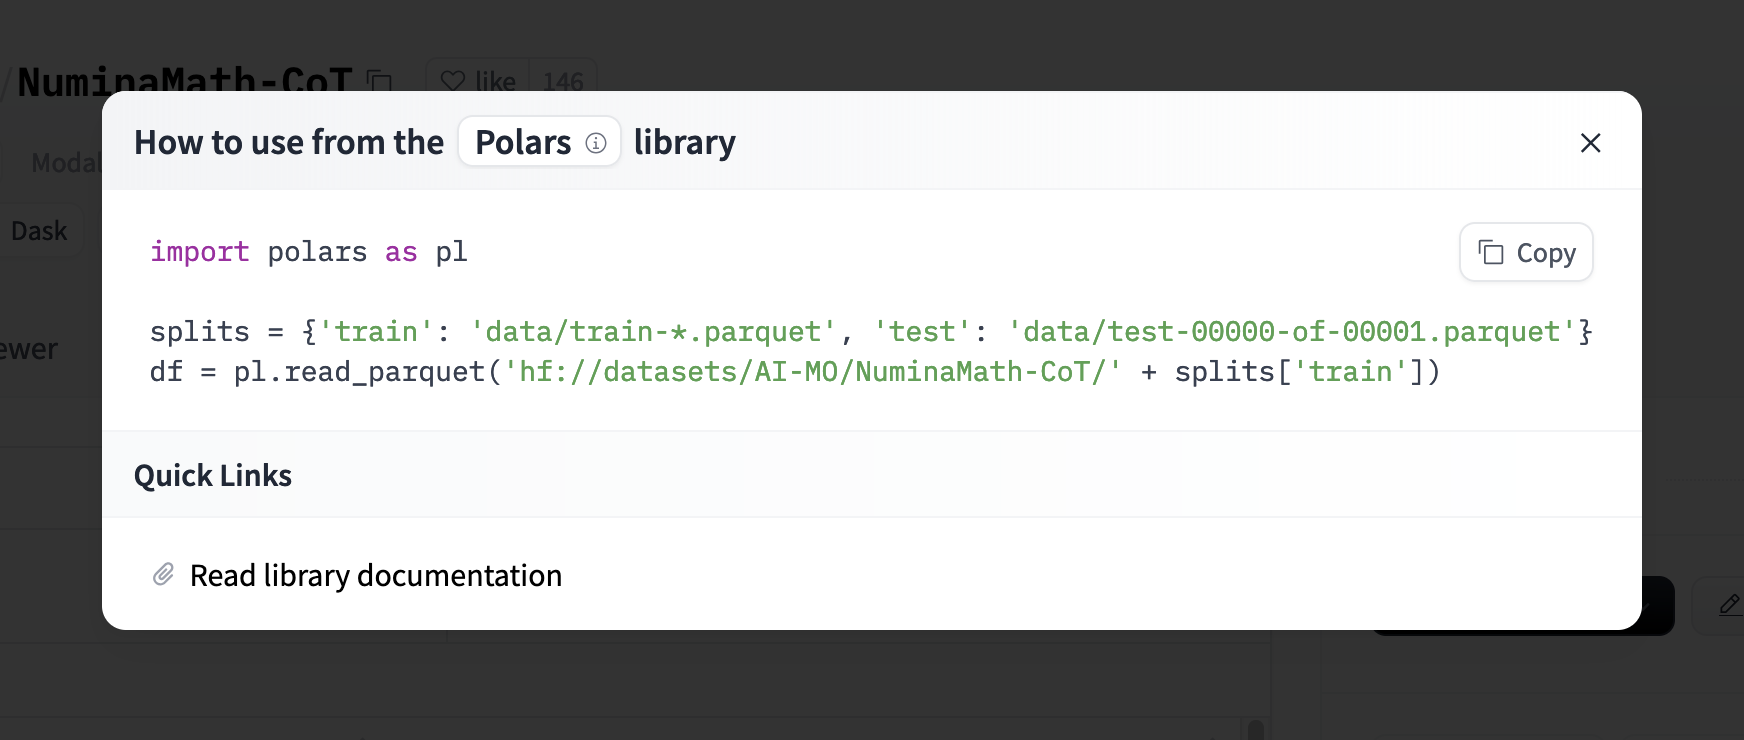 /NuminaMath-CoT like 146
How to use from the Polars library
Modal
Dask
import polars as pl
Copy
splits = {'train': 'data/train-*.parquet', 'test': 'data/test-00000-of-00001.parquet'}
ewer
df = pl.read_parquet('hf://datasets/AI-MO/NuminaMath-CoT/' + splits['train'])
Quick Links
Read library documentation